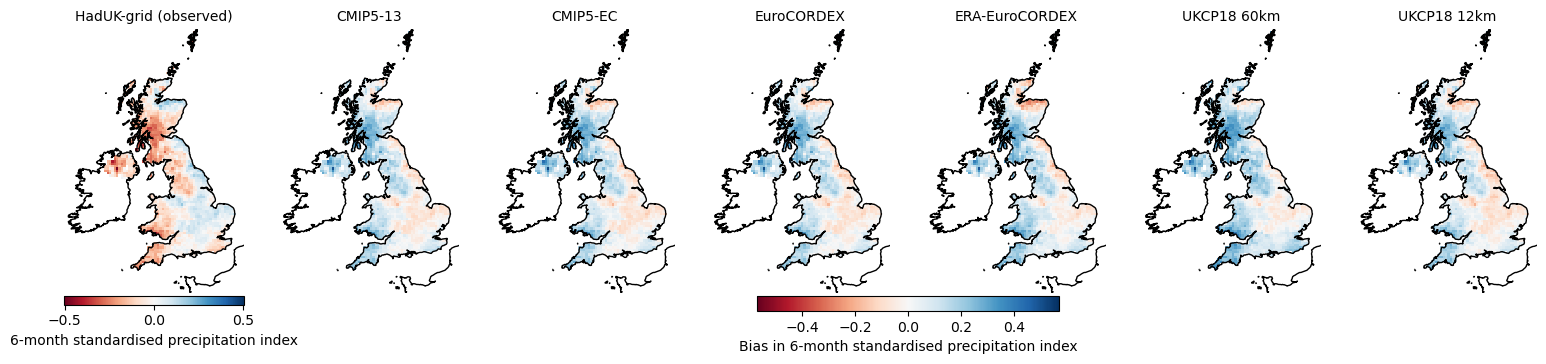 HadUK-grid (observed)
CMIP5-13
CMIP5-EC
EuroCORDEX
ERA-EuroCORDEX
UKCP18 60km
UKCP18 12km
−0.5 0.0 0.5
6-month standardised precipitation index
−0.4 −0.2 0.0 0.2 0.4
Bias in 6-month standardised precipitation index